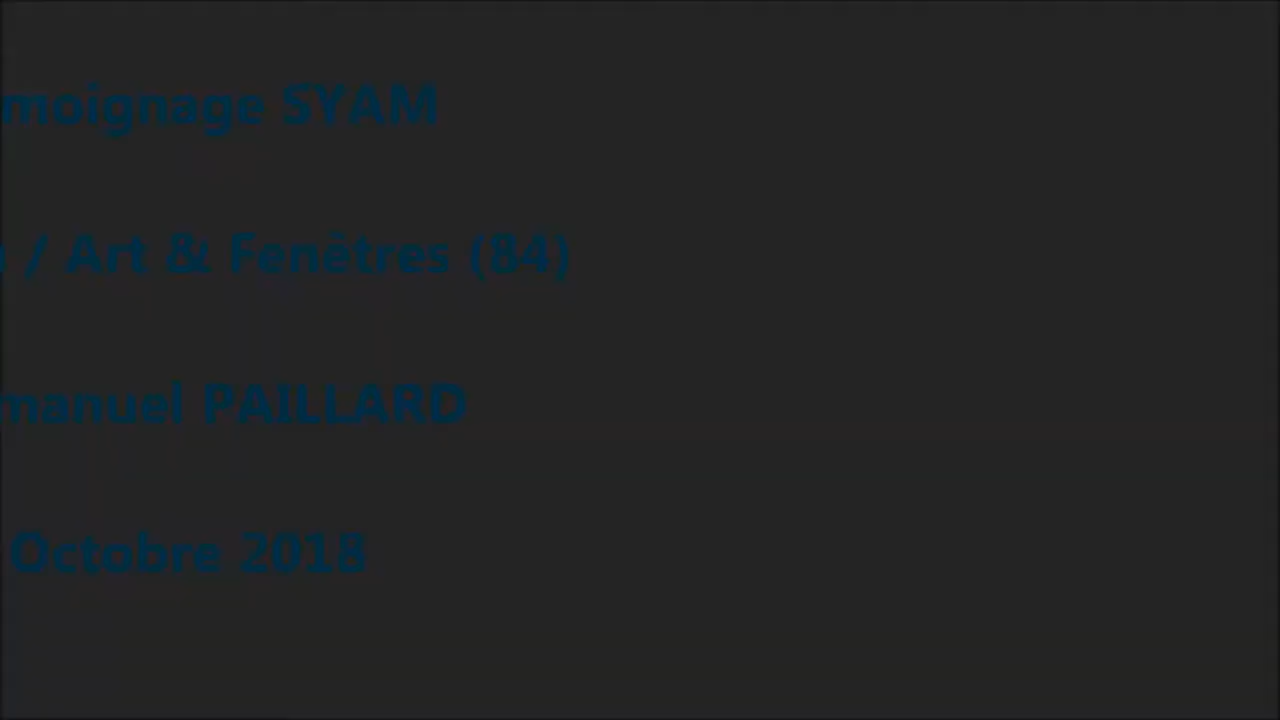 moignage SYAM
/ Art & Fenêtres (84)
manuel PAILLARD
Octobre 2018